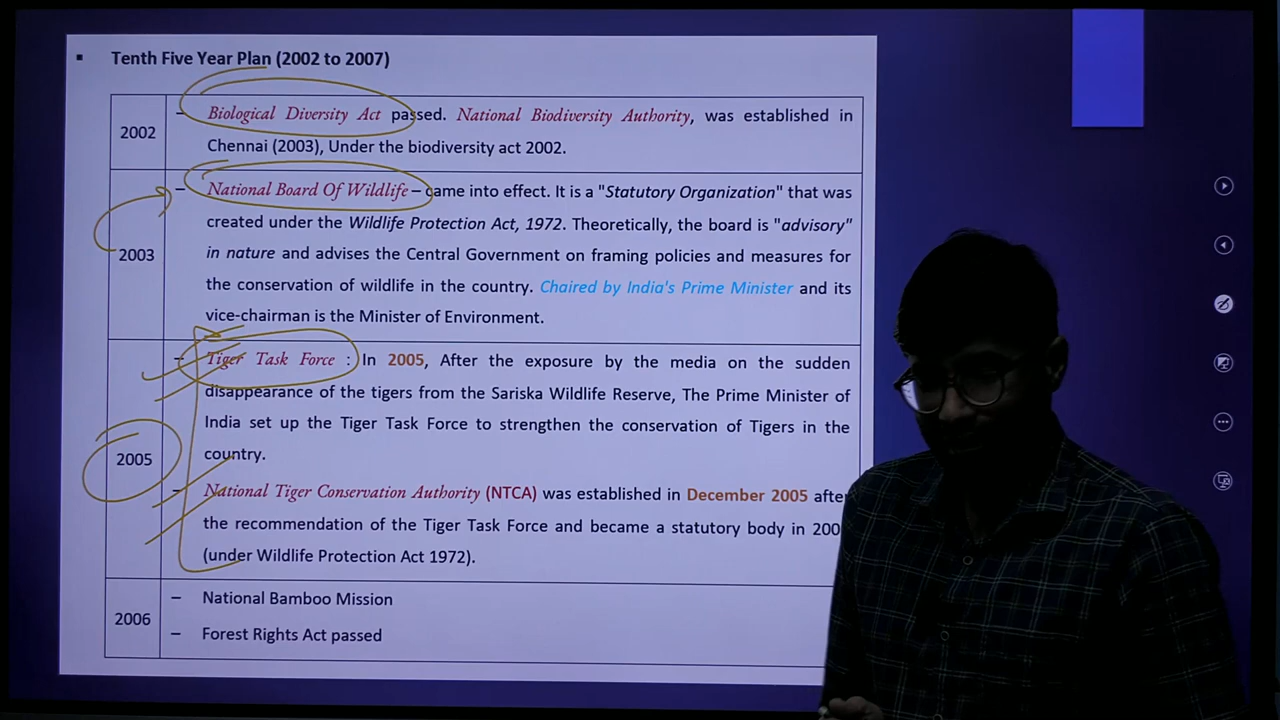 ▪ Tenth Five Year Plan (2002 to 2007)
2002
– Biological Diversity Act passed. National Biodiversity Authority, was established in
Chennai (2003), Under the biodiversity act 2002.
2003
– National Board Of Wildlife – came into effect. It is a "Statutory Organization" that was
created under the Wildlife Protection Act, 1972. Theoretically, the board is "advisory"
in nature and advises the Central Government on framing policies and measures for
the conservation of wildlife in the country. Chaired by India's Prime Minister and its
vice-chairman is the Minister of Environment.
2005
– Tiger Task Force : In 2005, After the exposure by the media on the sudden
disappearance of the tigers from the Sariska Wildlife Reserve, The Prime Minister of
India set up the Tiger Task Force to strengthen the conservation of Tigers in the
country.
– National Tiger Conservation Authority (NTCA) was established in December 2005 after
the recommendation of the Tiger Task Force and became a statutory body in
(under Wildlife Protection Act 1972).
2006
– National Bamboo Mission
– Forest Rights Act passed